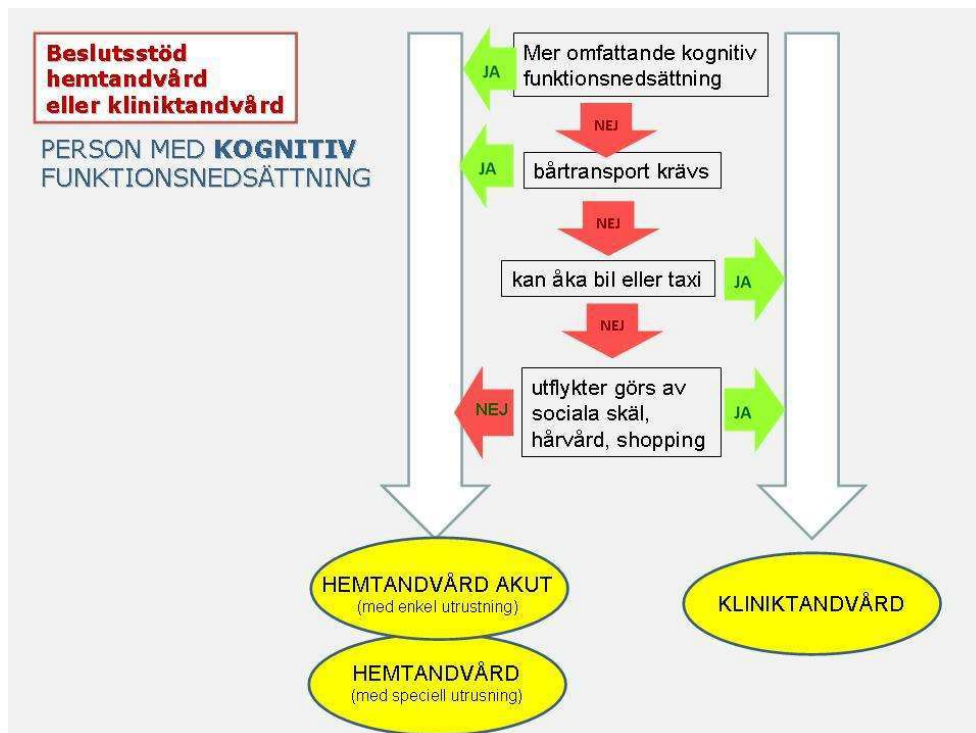 Beslutsstöd
hemtandvård
eller kliniktandvård
PERSON MED KOGNITIV
FUNKTIONSNEDSÄTTNING
JA
Mer omfattande kognitiv
funktionsnedsättning
NEJ
JA
bårtransport krävs
NEJ
kan åka bil eller taxi
JA
NEJ
NEJ
utflykter görs av
sociala skäl,
hårvård, shopping
JA
HEMTANDVÅRD AKUT
(med enkel utrustning)
HEMTANDVÅRD
(med speciell utrusning)
KLINIKTANDVÅRD